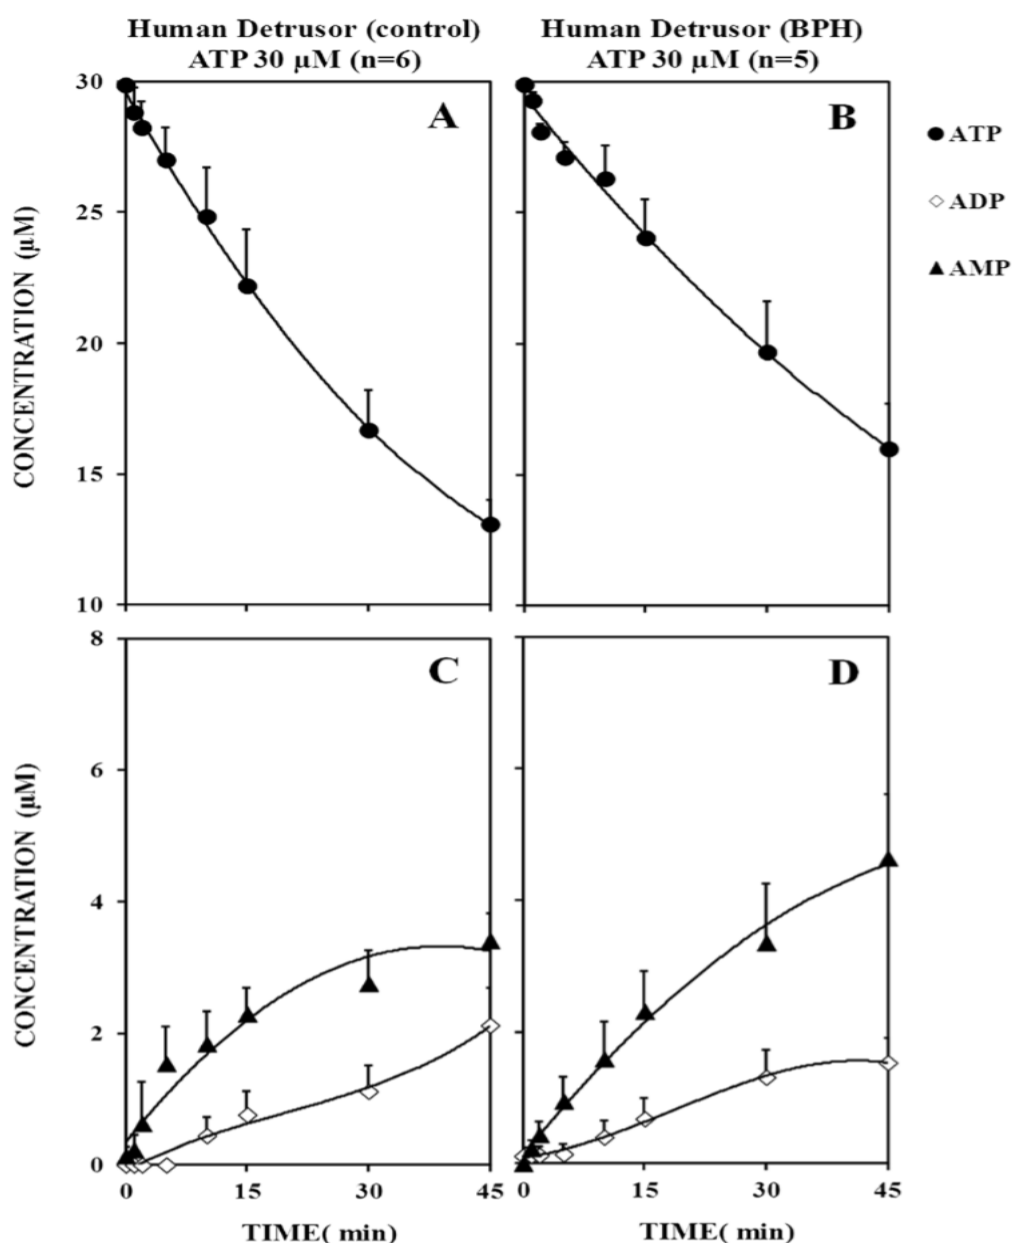 Human Detrusor (control)
ATP 30 µM (n=6)
Human Detrusor (BPH)
ATP 30 µM (n=5)
30
25
20
15
10
CONCENTRATION (µM)
A
B
ATP
ADP
AMP
8
6
4
2
0
CONCENTRATION (µM)
C
D
0 15 30 45
0 15 30 45
TIME( min)
TIME( min)